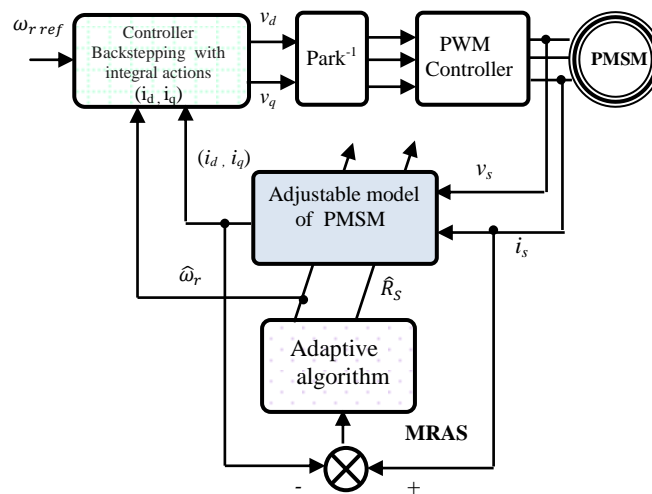 ω_{r ref}
Controller
Backstepping with
integral actions
(i_d, i_q)
v_d
v_q
Park⁻¹
PWM
Controller
PMSM
(i_d , i_q)
Adjustable model
of PMSM
v_s
i_s
ω̂_r
R̂_S
Adaptive
algorithm
MRAS
-
+